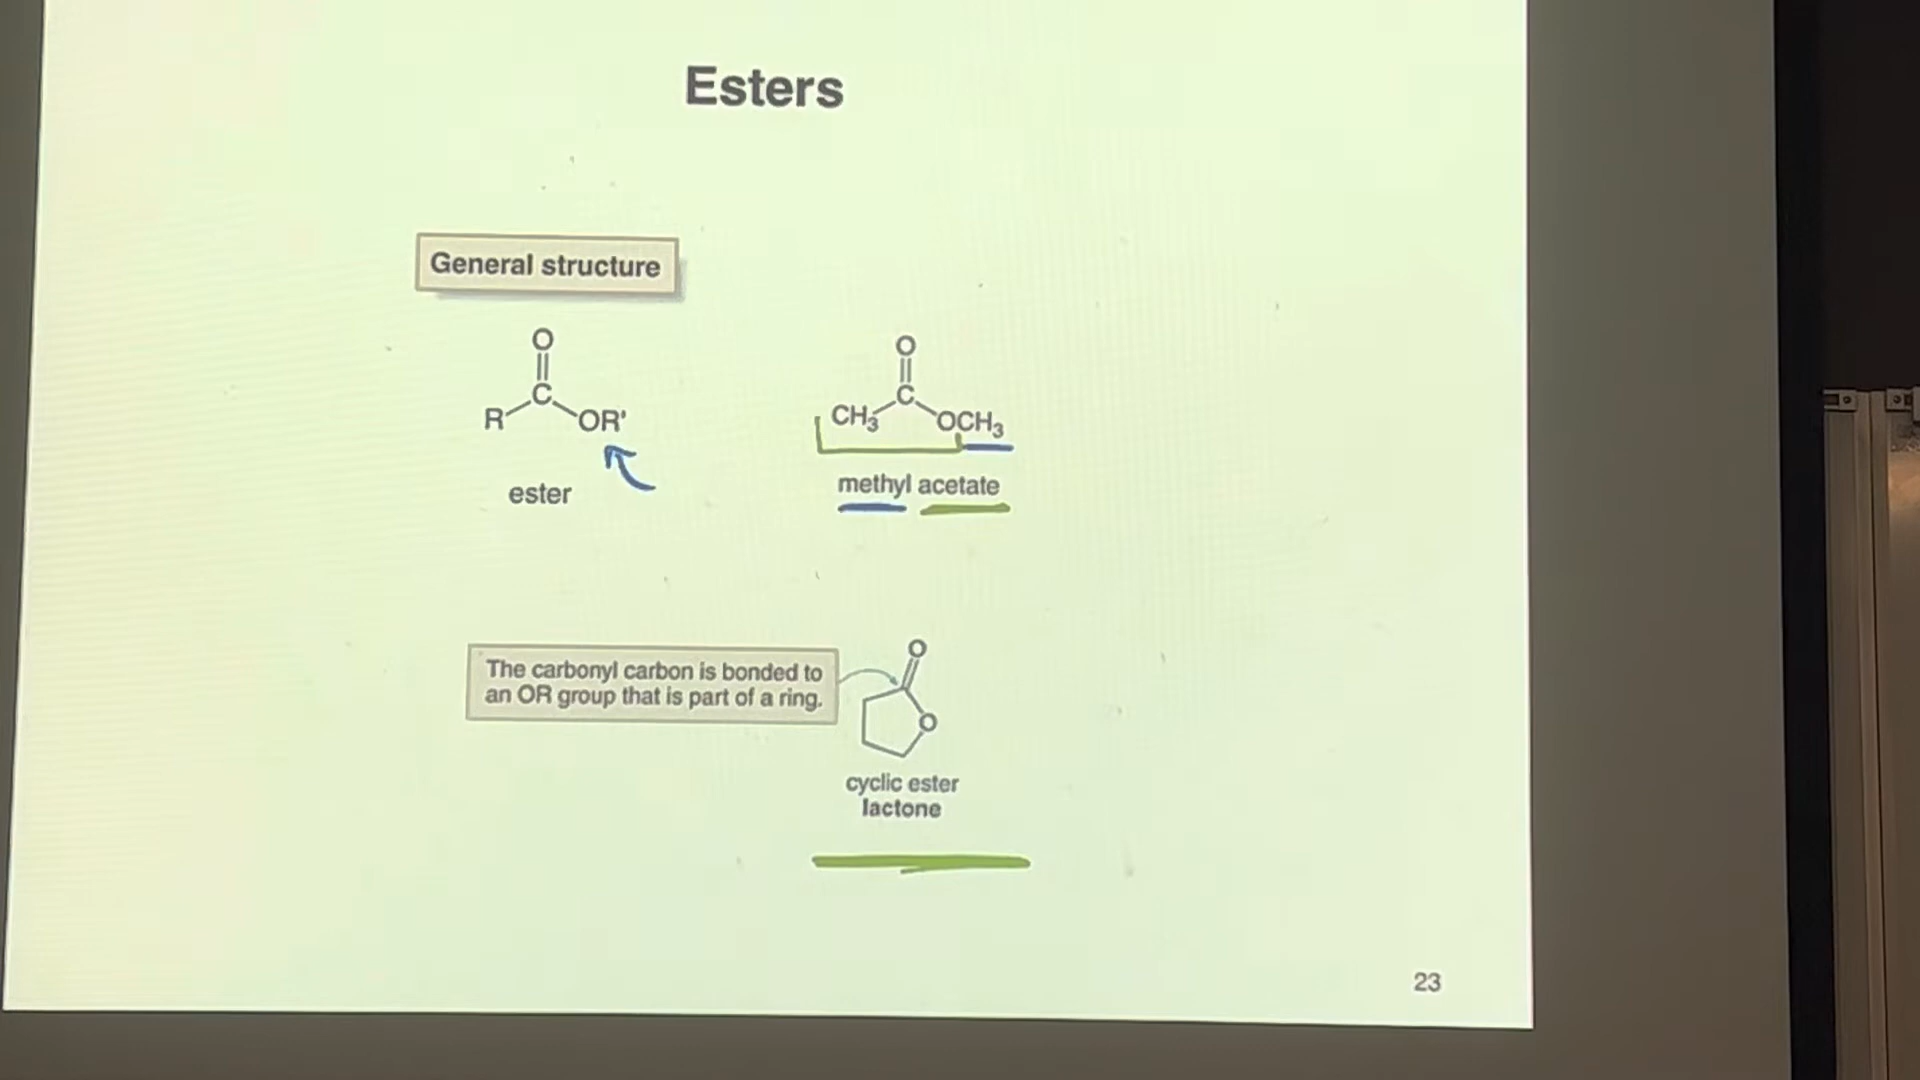 Esters
General structure
O
C
R
OR'
ester
O
C
CH₃
OCH₃
methyl acetate
The carbonyl carbon is bonded to
an OR group that is part of a ring.
O
O
cyclic ester
lactone
23